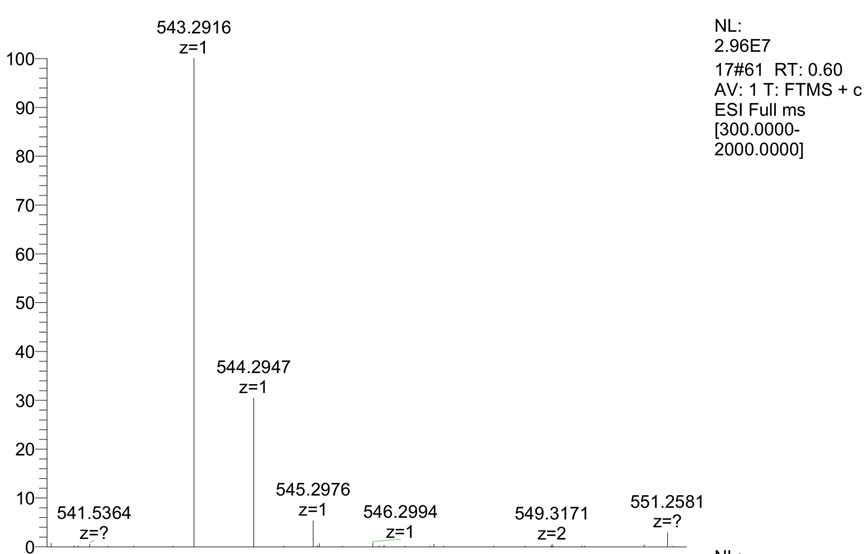 543.2916
z=1
NL:
2.96E7
17#61 RT: 0.60
AV: 1 T: FTMS + c
ESI Full ms
[300.0000-
2000.0000]
100
90
80
70
60
50
40
544.2947
z=1
30
20
545.2976
z=1
10
541.5364
z=?
546.2994
z=1
549.3171
z=2
551.2581
z=?
0